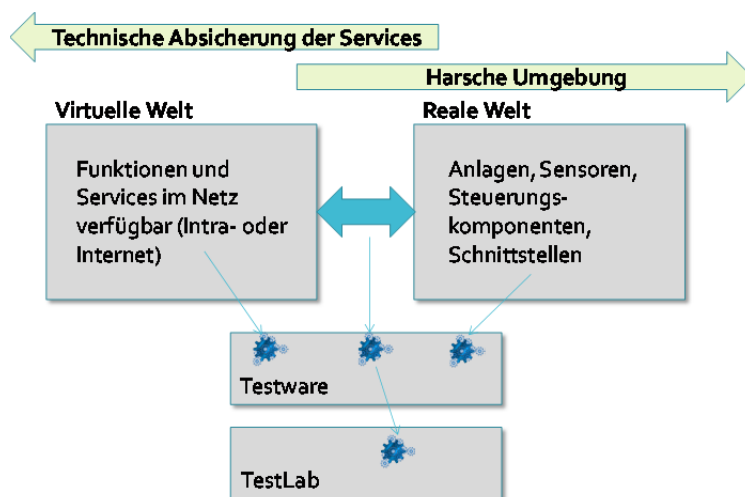 Technische Absicherung der Services
Harsche Umgebung
Virtuelle Welt
Reale Welt
Funktionen und
Services im Netz
verfügbar (Intra- oder
Internet)
Anlagen, Sensoren,
Steuerungs-
komponenten,
Schnittstellen
Testware
TestLab